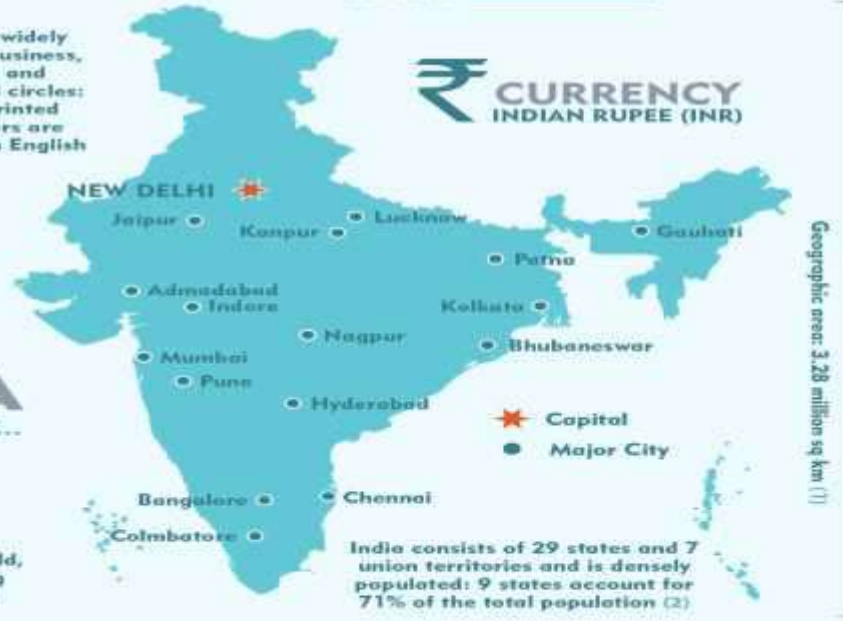 widely
usiness,
and
circles:
rinted
rs are
English
₹ CURRENCY
INDIAN RUPEE (INR)
NEW DELHI
Jaipur
Lucknow
Kanpur
Gauhati
Patna
Admadabad
Indore
Kolkata
Nagpur
Bhubaneswar
Mumbai
Pune
Hyderabad
A
...
Capital
Major City
Bangalore
Chennai
Coimbatore
India consists of 29 states and 7
union territories and is densely
populated: 9 states account for
71% of the total population (2)
ld,
Geographic area: 3.28 million sq km (1)